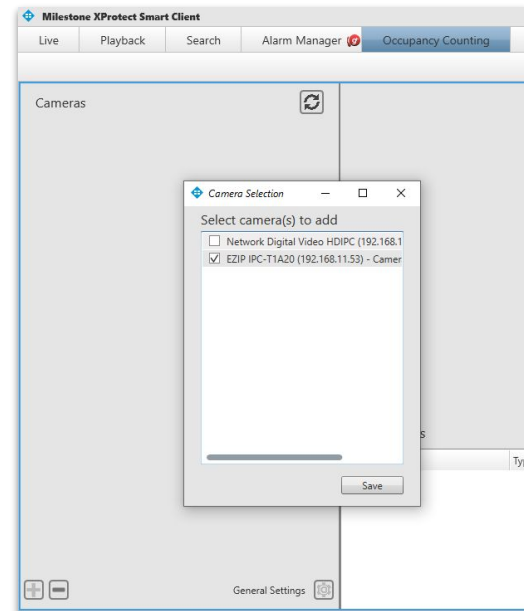 Milestone XProtect Smart Client
Live Playback Search Alarm Manager Occupancy Counting
Cameras
Camera Selection
Select camera(s) to add
Network Digital Video HDIPC (192.168.1
EZIP IPC-T1A20 (192.168.11.53) - Camer
s
Ty
Save
General Settings